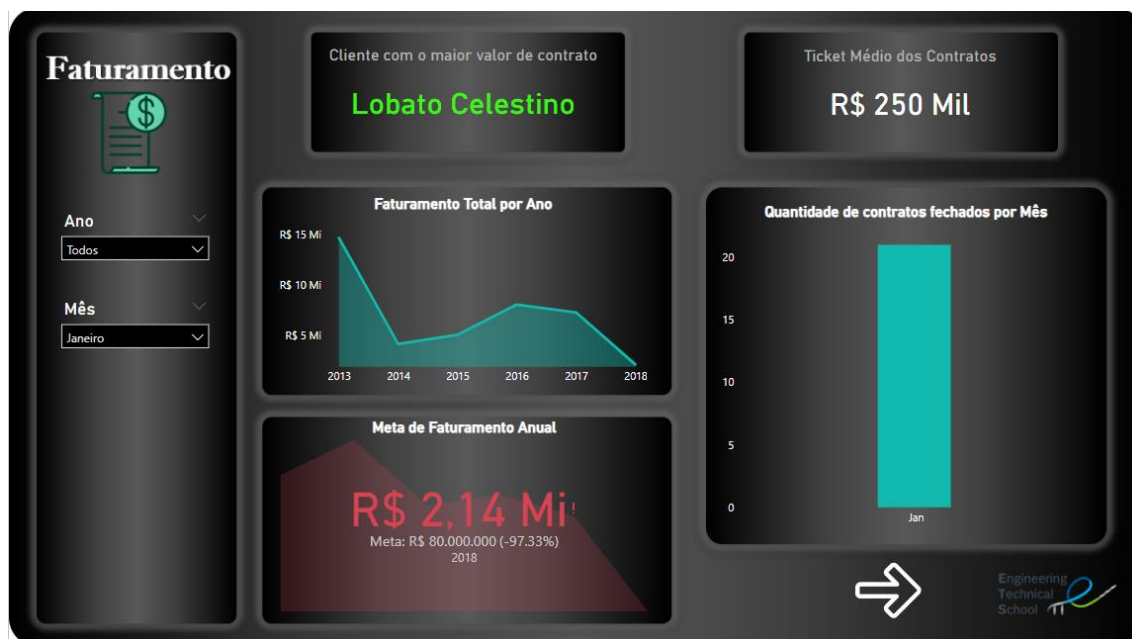 Faturamento
$
Ano
Todos
Mês
Janeiro
Cliente com o maior valor de contrato
Lobato Celestino
Ticket Médio dos Contratos
R$ 250 Mil
Faturamento Total por Ano
R$ 15 Mi
R$ 10 Mi
R$ 5 Mi
2013 2014 2015 2016 2017 2018
Meta de Faturamento Anual
R$ 2,14 Mi!
Meta: R$ 80.000.000 (-97.33%)
2018
Quantidade de contratos fechados por Mês
20
15
10
5
0
Jan
Engineering
Technical
School